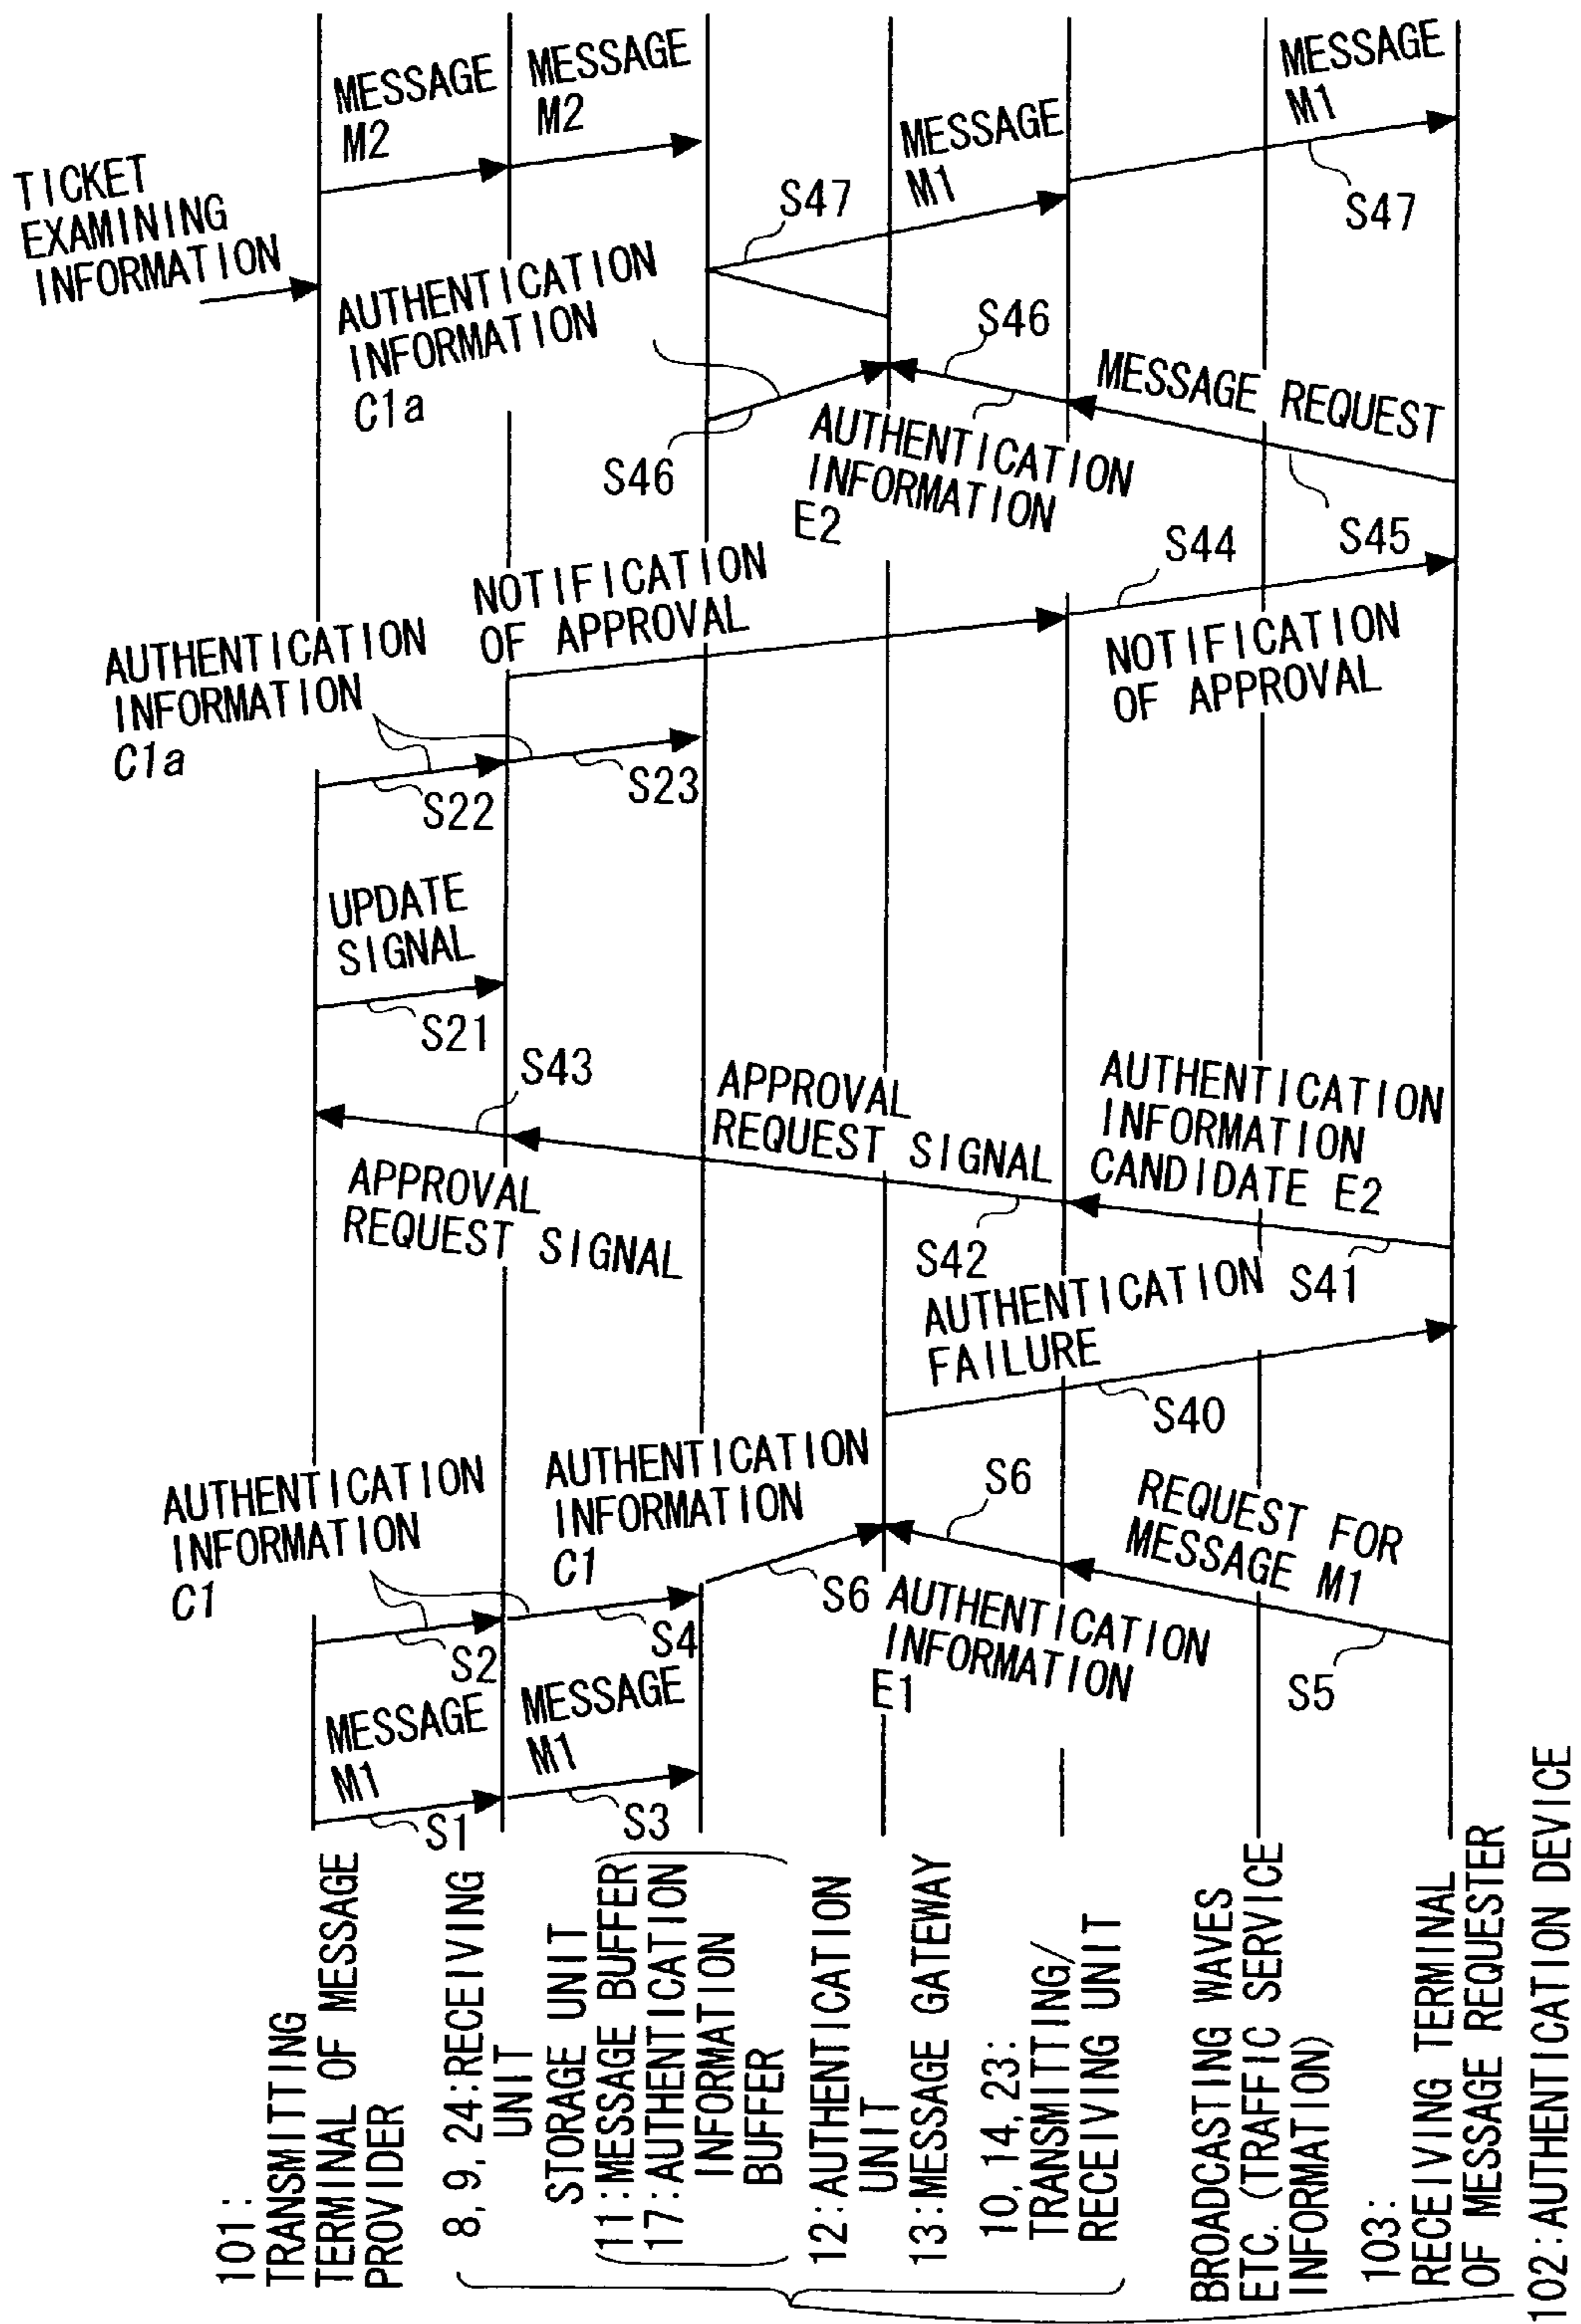 TICKET
EXAMINING
INFORMATION
MESSAGE
M2
MESSAGE
M2
MESSAGE
M1
MESSAGE
M1
S47
S47
AUTHENTICATION
INFORMATION
C1a
S46
S46
MESSAGE REQUEST
AUTHENTICATION
INFORMATION
E2
S45
S44
NOTIFICATION
OF APPROVAL
NOTIFICATION
OF APPROVAL
AUTHENTICATION
INFORMATION
C1a
S22
S23
UPDATE
SIGNAL
S21
S43
APPROVAL
REQUEST SIGNAL
APPROVAL
REQUEST SIGNAL
AUTHENTICATION
INFORMATION
CANDIDATE E2
S42
S41
AUTHENTICATION
FAILURE
S40
AUTHENTICATION
INFORMATION
C1
AUTHENTICATION
INFORMATION
C1
S6
REQUEST FOR
MESSAGE M1
S2
S4
S6
AUTHENTICATION
INFORMATION
E1
S5
MESSAGE
M1
MESSAGE
M1
S1
S3
101:
TRANSMITTING
TERMINAL OF MESSAGE
PROVIDER
8, 9, 24:RECEIVING
UNIT
STORAGE UNIT
11:MESSAGE BUFFER
17:AUTHENTICATION
INFORMATION
BUFFER
12:AUTHENTICATION
UNIT
13:MESSAGE GATEWAY
10, 14, 23:
TRANSMITTING/
RECEIVING UNIT
BROADCASTING WAVES
ETC. (TRAFFIC SERVICE
INFORMATION)
103:
RECEIVING TERMINAL
OF MESSAGE REQUESTER
102:AUTHENTICATION DEVICE